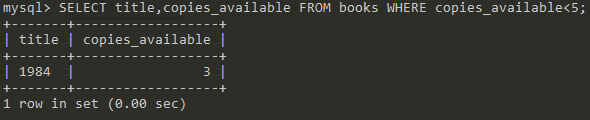 mysql> SELECT title,copies_available FROM books WHERE copies_available<5;
+-------+------------------+
| title | copies_available |
+-------+------------------+
| 1984  |                3 |
+-------+------------------+
1 row in set (0.00 sec)